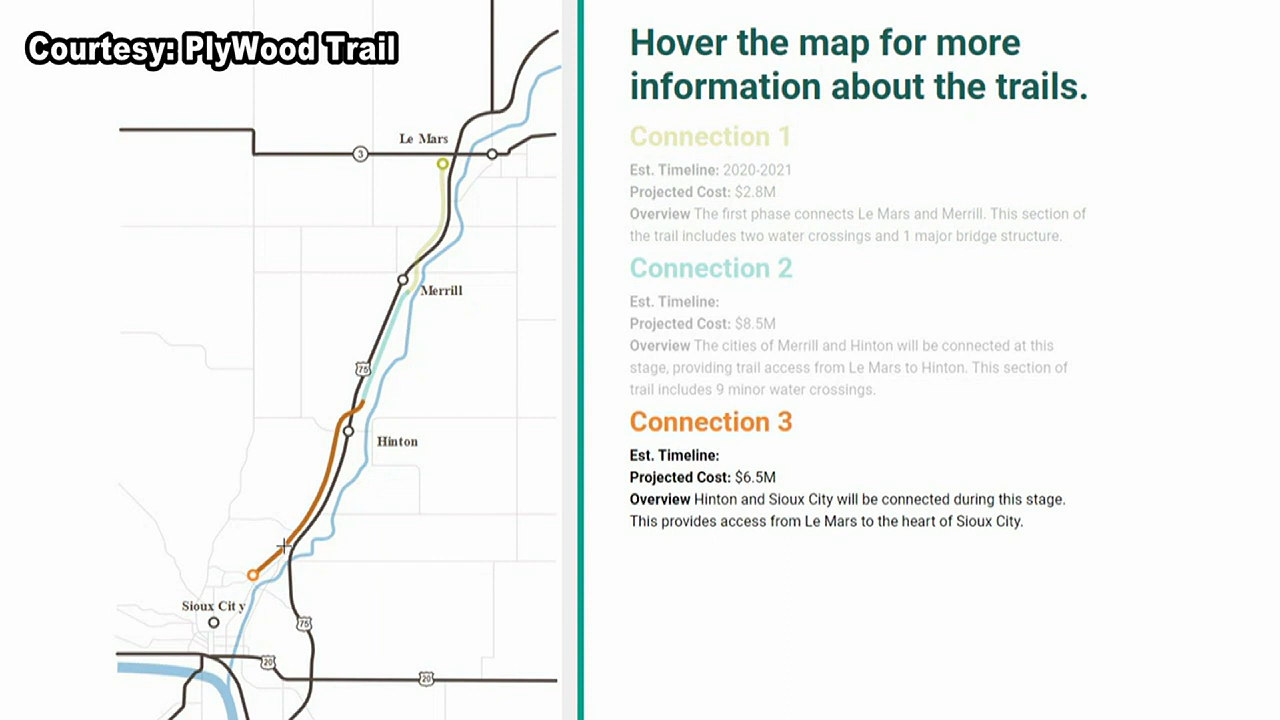 Courtesy: PlyWood Trail
Le Mars
3
Merrill
75
Hinton
Sioux City
75
20
20
Hover the map for more
information about the trails.
Connection 1
Est. Timeline: 2020-2021
Projected Cost: $2.8M
Overview The first phase connects Le Mars and Merrill. This section of
the trail includes two water crossings and 1 major bridge structure.
Connection 2
Est. Timeline:
Projected Cost: $8.5M
Overview The cities of Merrill and Hinton will be connected at this
stage, providing trail access from Le Mars to Hinton. This section of
trail includes 9 minor water crossings.
Connection 3
Est. Timeline:
Projected Cost: $6.5M
Overview Hinton and Sioux City will be connected during this stage.
This provides access from Le Mars to the heart of Sioux City.